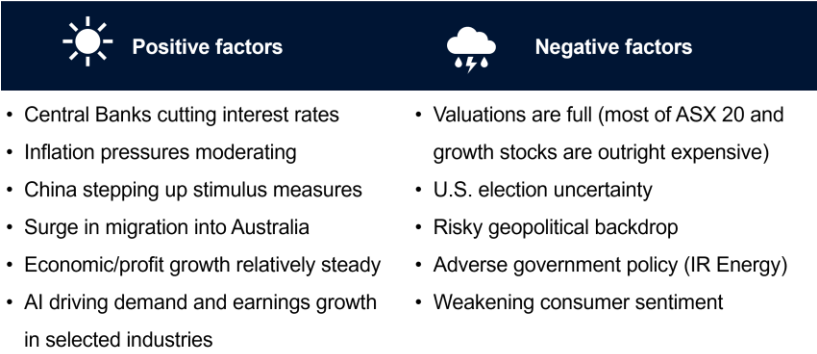 Positive factors
• Central Banks cutting interest rates
• Inflation pressures moderating
• China stepping up stimulus measures
• Surge in migration into Australia
• Economic/profit growth relatively steady
• AI driving demand and earnings growth
in selected industries
Negative factors
• Valuations are full (most of ASX 20 and
growth stocks are outright expensive)
• U.S. election uncertainty
• Risky geopolitical backdrop
• Adverse government policy (IR Energy)
• Weakening consumer sentiment